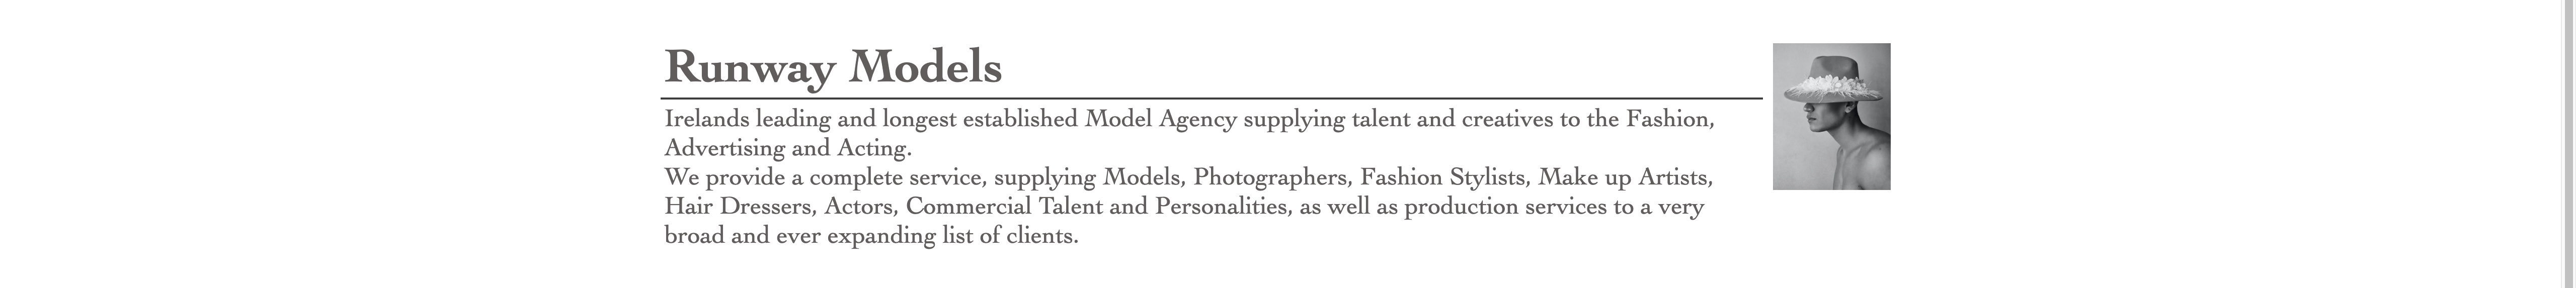 Runway Models
Irelands leading and longest established Model Agency supplying talent and creatives to the Fashion,
Advertising and Acting.
We provide a complete service, supplying Models, Photographers, Fashion Stylists, Make up Artists,
Hair Dressers, Actors, Commercial Talent and Personalities, as well as production services to a very
broad and ever expanding list of clients.